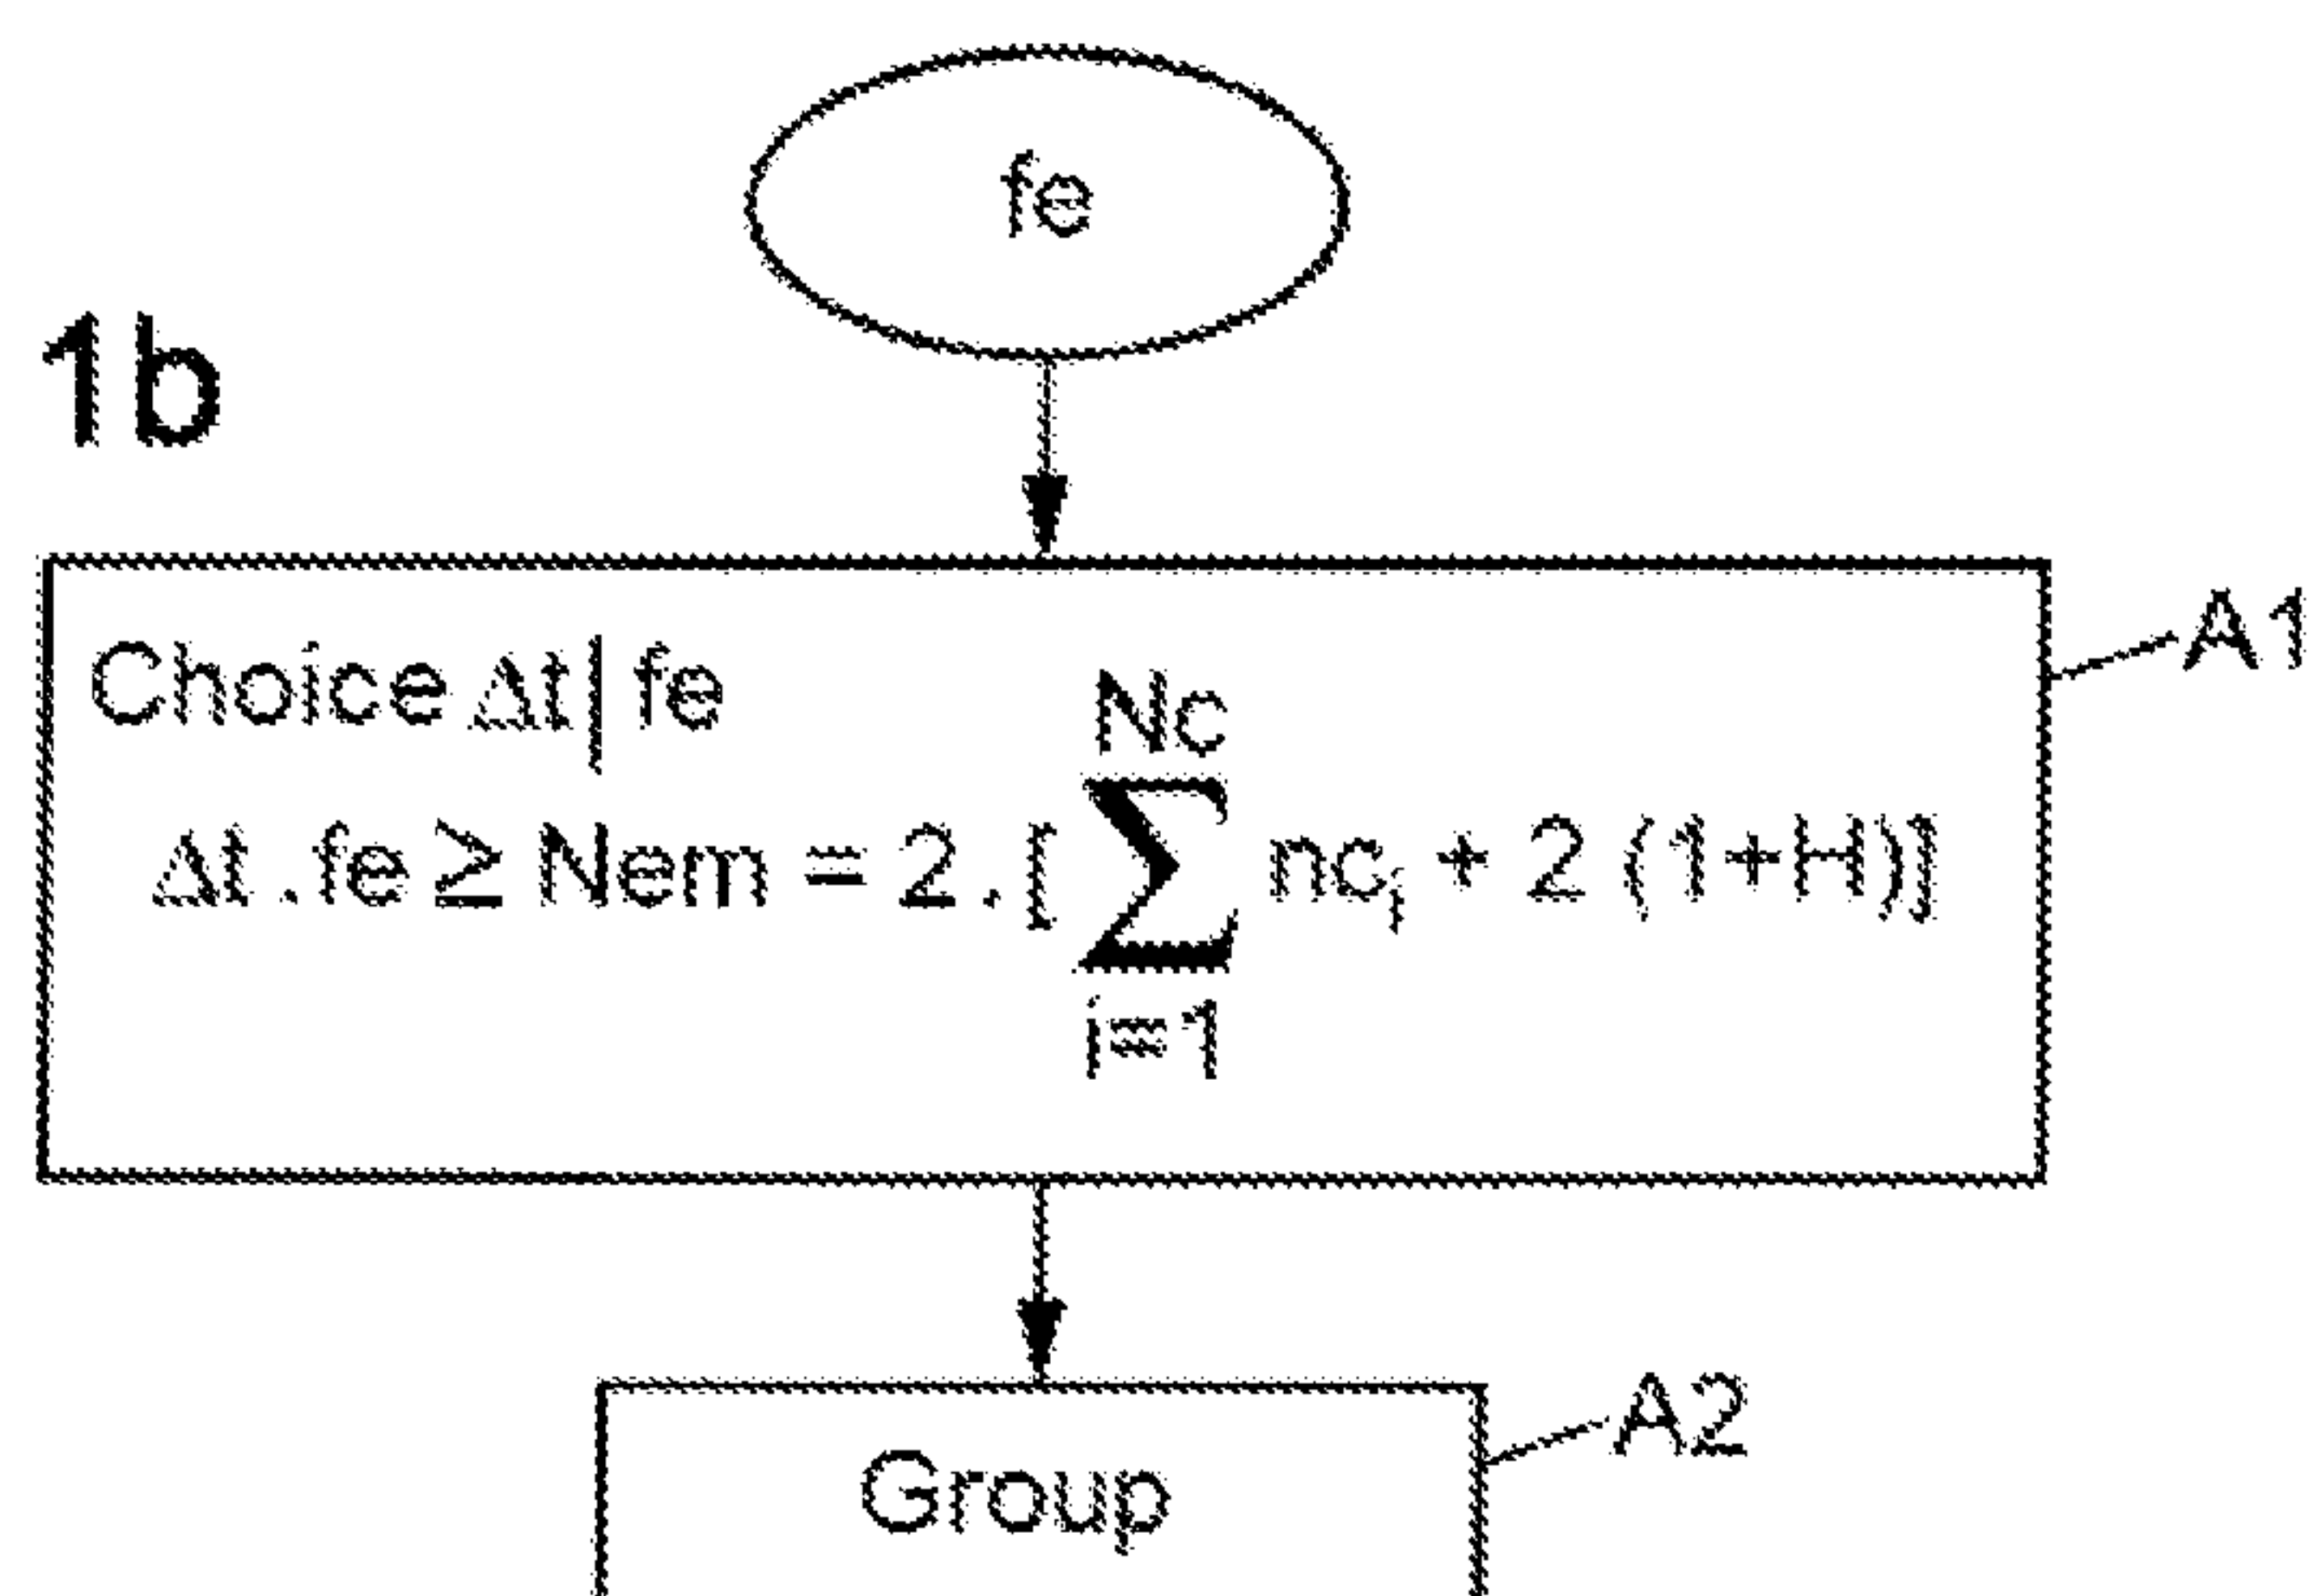 fe
1b
A1
Choice Δt| fe
Nc
Δt . fe ≥ Nem = 2 . [ ∑ nci + 2 (1+H)]
i=1
A2
Group